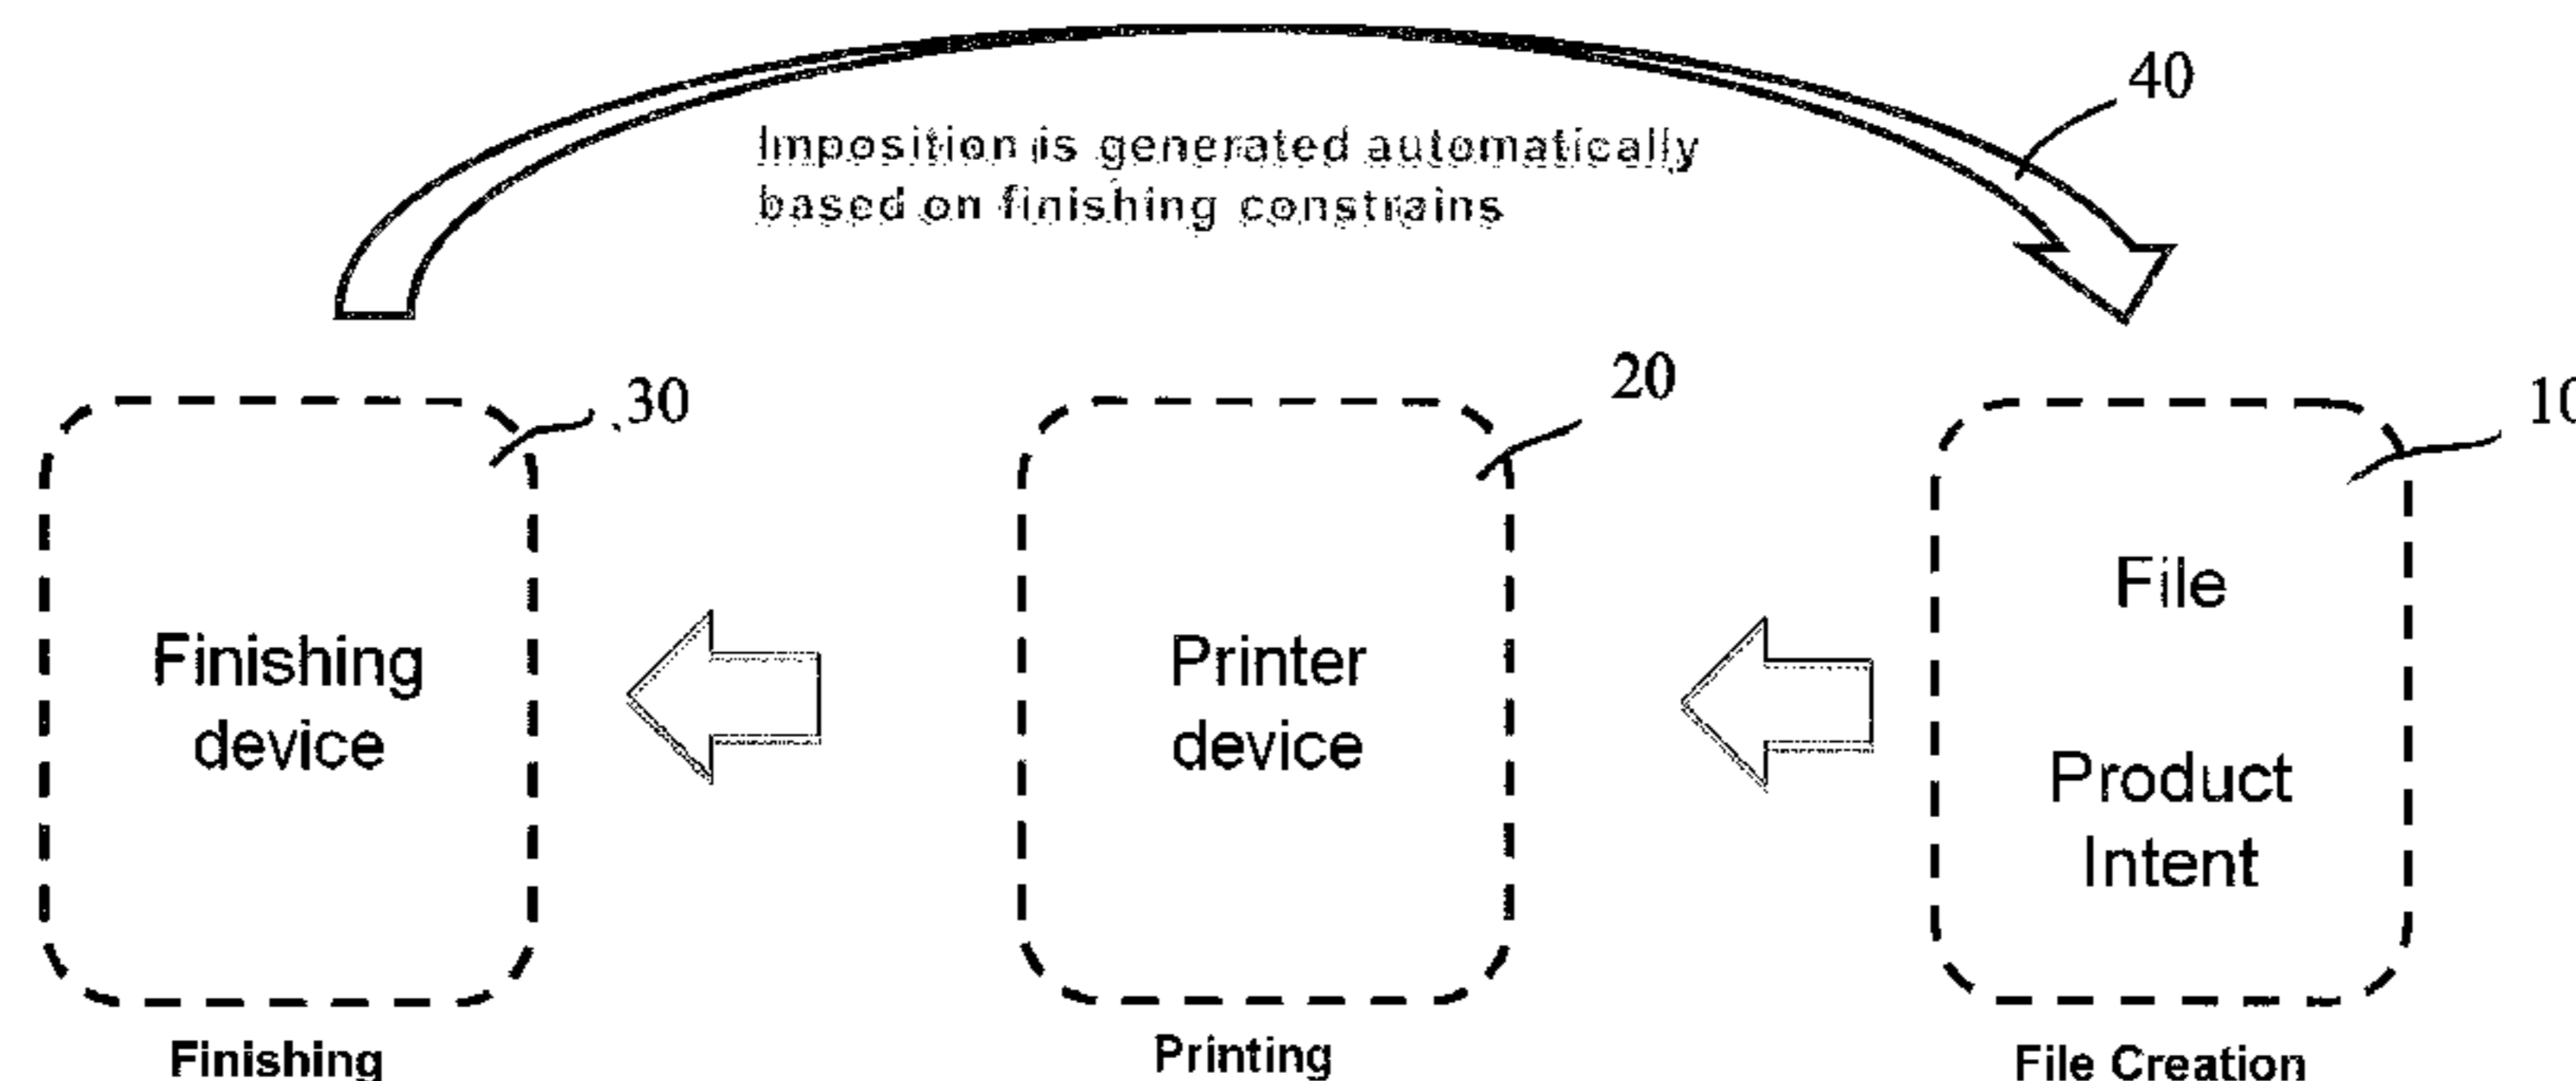 40
Imposition is generated automatically
based on finishing constrains
30
20
10
Finishing
device
Printer
device
File
Product
Intent
Finishing
Printing
File Creation